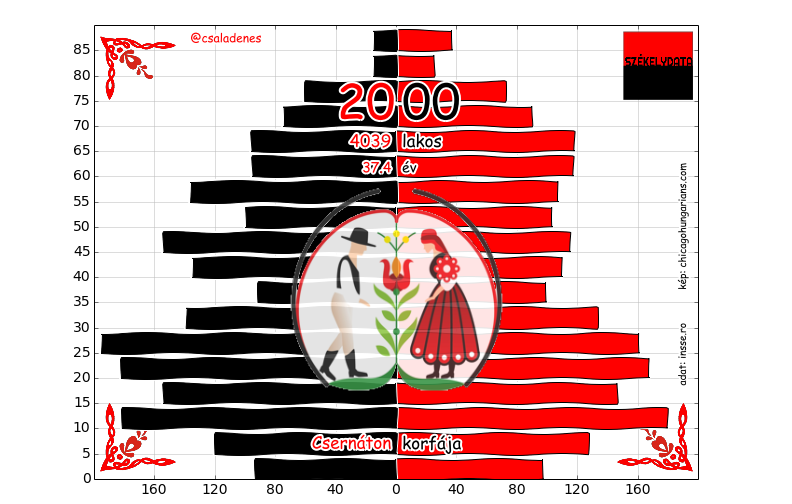 @csaladenes
SZÉKELYDATA
2000
4039 lakos
37.4 év
kép: chicagohungarians.com
adat: insse.ro
Csernáton korfája
85
80
75
70
65
60
55
50
45
40
35
30
25
20
15
10
5
0
160 120 80 40 0 40 80 120 160